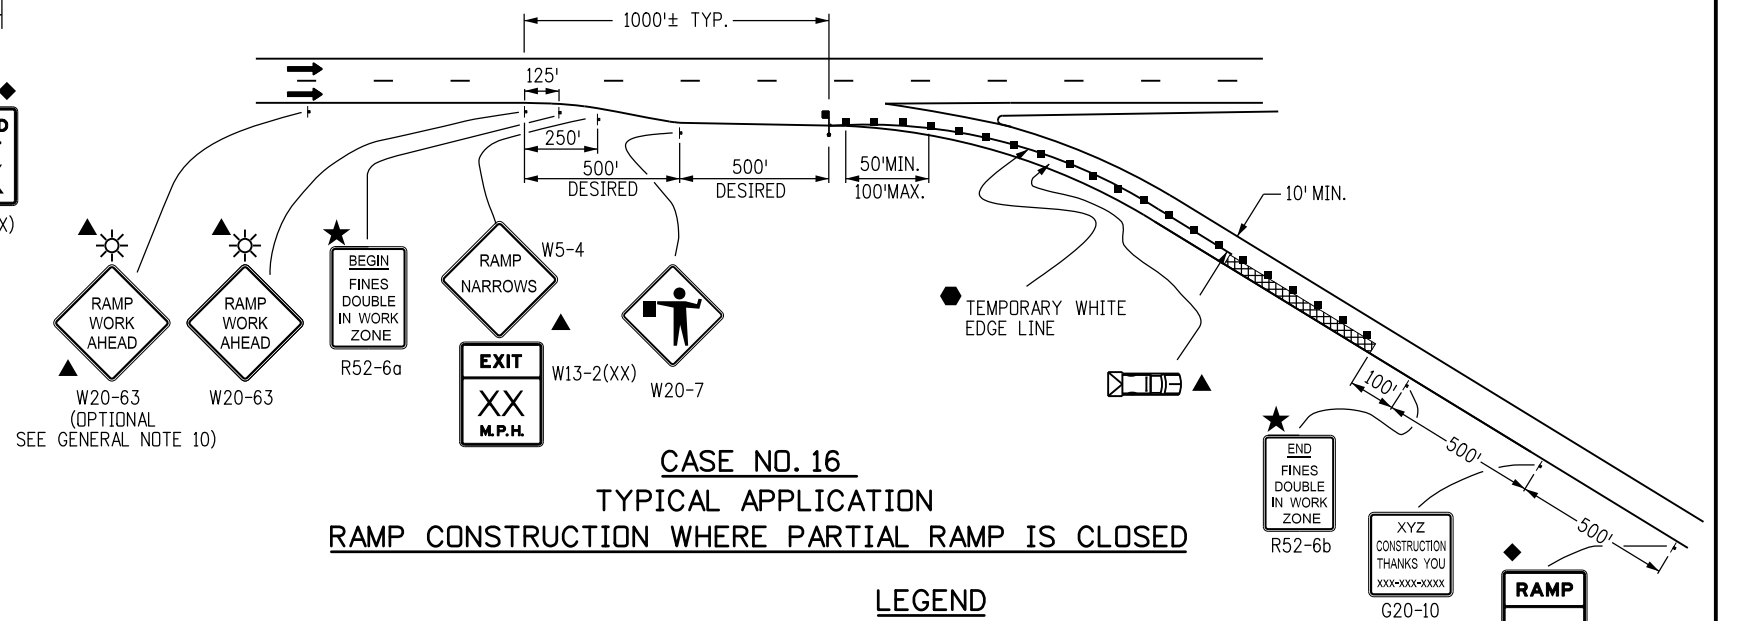 1000'± TYP.
125'
250'
500'
DESIRED
500'
DESIRED
50'MIN.
100'MAX.
10' MIN.
D
X
X)
RAMP
WORK
AHEAD
W20-63
(OPTIONAL
SEE GENERAL NOTE 10)
RAMP
WORK
AHEAD
W20-63
BEGIN
FINES
DOUBLE
IN WORK
ZONE
R52-6a
RAMP
NARROWS
W5-4
EXIT
XX
M.P.H.
W13-2(XX)
W20-7
TEMPORARY WHITE
EDGE LINE
100'
500'
500'
END
FINES
DOUBLE
IN WORK
ZONE
R52-6b
XYZ
CONSTRUCTION
THANKS YOU
xxx-xxx-xxxx
G20-10
RAMP
CASE NO. 16
TYPICAL APPLICATION
RAMP CONSTRUCTION WHERE PARTIAL RAMP IS CLOSED
LEGEND